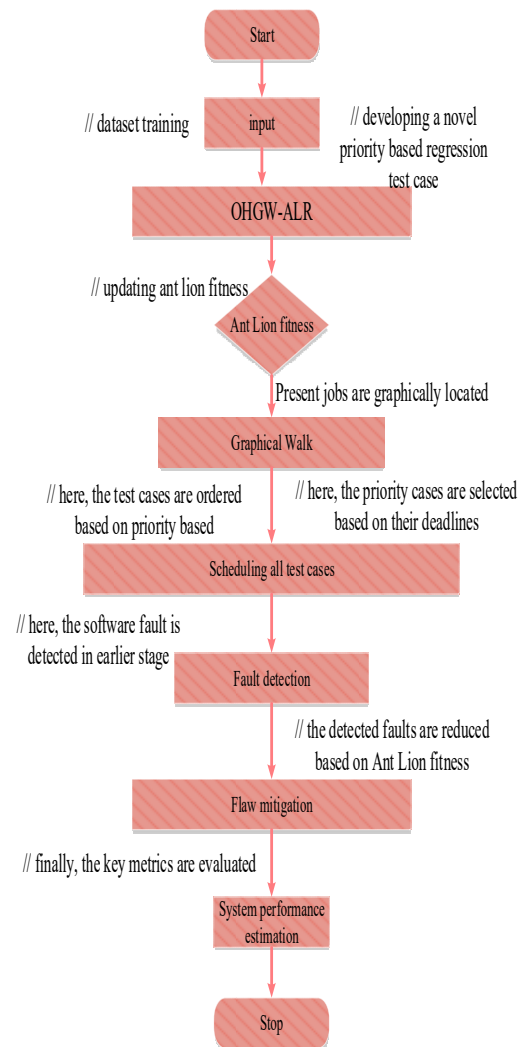 Start
// dataset training
input
// developing a novel
priority based regression
test case
OHGW-ALR
// updating ant lion fitness
Ant Lion fitness
Present jobs are graphically located
Graphical Walk
// here, the test cases are ordered
based on priority based
// here, the priority cases are selected
based on their deadlines
Scheduling all test cases
// here, the software fault is
detected in earlier stage
Fault detection
// the detected faults are reduced
based on Ant Lion fitness
Flaw mitigation
// finally, the key metrics are evaluated
System performance
estimation
Stop